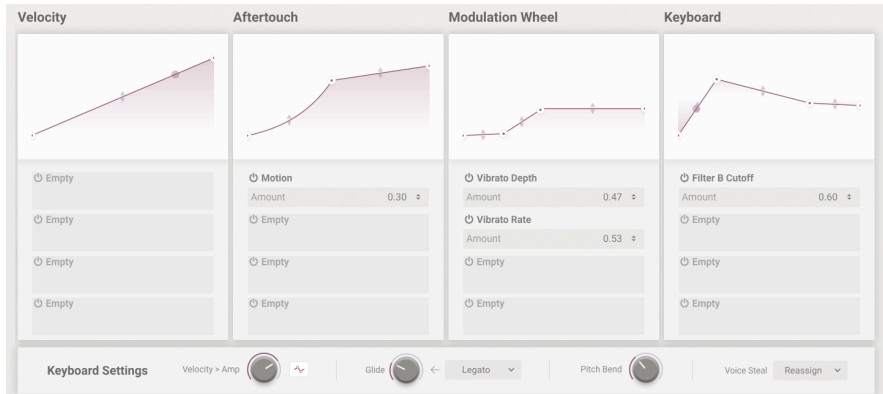 Velocity
Aftertouch
Modulation Wheel
Keyboard
Empty
Motion
Vibrato Depth
Filter B Cutoff
Amount 0.30
Amount 0.47
Amount 0.60
Empty
Empty
Vibrato Rate
Empty
Amount 0.53
Empty
Empty
Empty
Empty
Empty
Empty
Empty
Empty
Keyboard Settings
Velocity > Amp
Glide
Legato
Pitch Bend
Voice Steal
Reassign